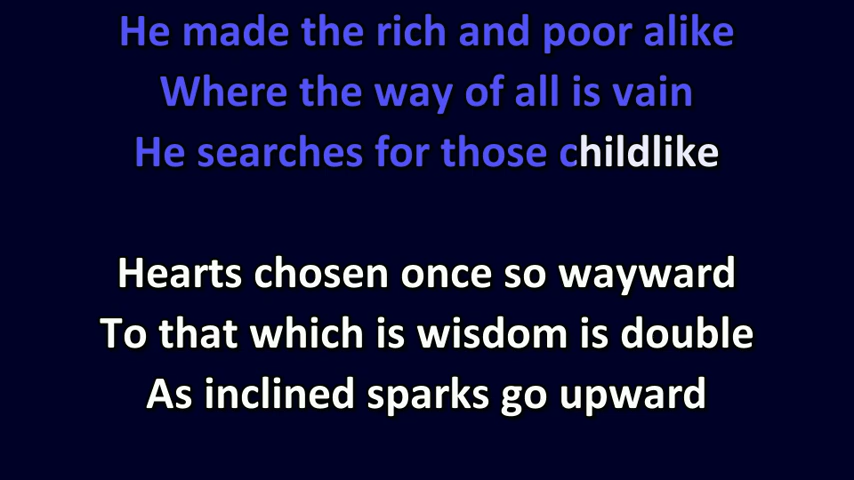 He made the rich and poor alike
Where the way of all is vain
He searches for those childlike
Hearts chosen once so wayward
To that which is wisdom is double
As inclined sparks go upward